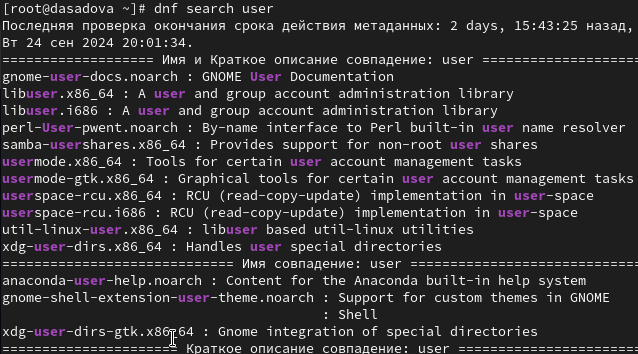 [root@dasadova ~]# dnf search user
Последняя проверка окончания срока действия метаданных: 2 days, 15:43:25 назад,
Вт 24 сен 2024 20:01:34.
=================== Имя и Краткое описание совпадение: user ====================
gnome-user-docs.noarch : GNOME User Documentation
libuser.x86_64 : A user and group account administration library
libuser.i686 : A user and group account administration library
perl-User-pwent.noarch : By-name interface to Perl built-in user name resolver
samba-usershares.x86_64 : Provides support for non-root user shares
usermode.x86_64 : Tools for certain user account management tasks
usermode-gtk.x86_64 : Graphical tools for certain user account management tasks
userspace-rcu.x86_64 : RCU (read-copy-update) implementation in user-space
userspace-rcu.i686 : RCU (read-copy-update) implementation in user-space
util-linux-user.x86_64 : libuser based util-linux utilities
xdg-user-dirs.x86_64 : Handles user special directories
============================= Имя совпадение: user =============================
anaconda-user-help.noarch : Content for the Anaconda built-in help system
gnome-shell-extension-user-theme.noarch : Support for custom themes in GNOME
: Shell
xdg-user-dirs-gtk.x86_64 : Gnome integration of special directories
====================== Краткое описание совпадение: user =======================